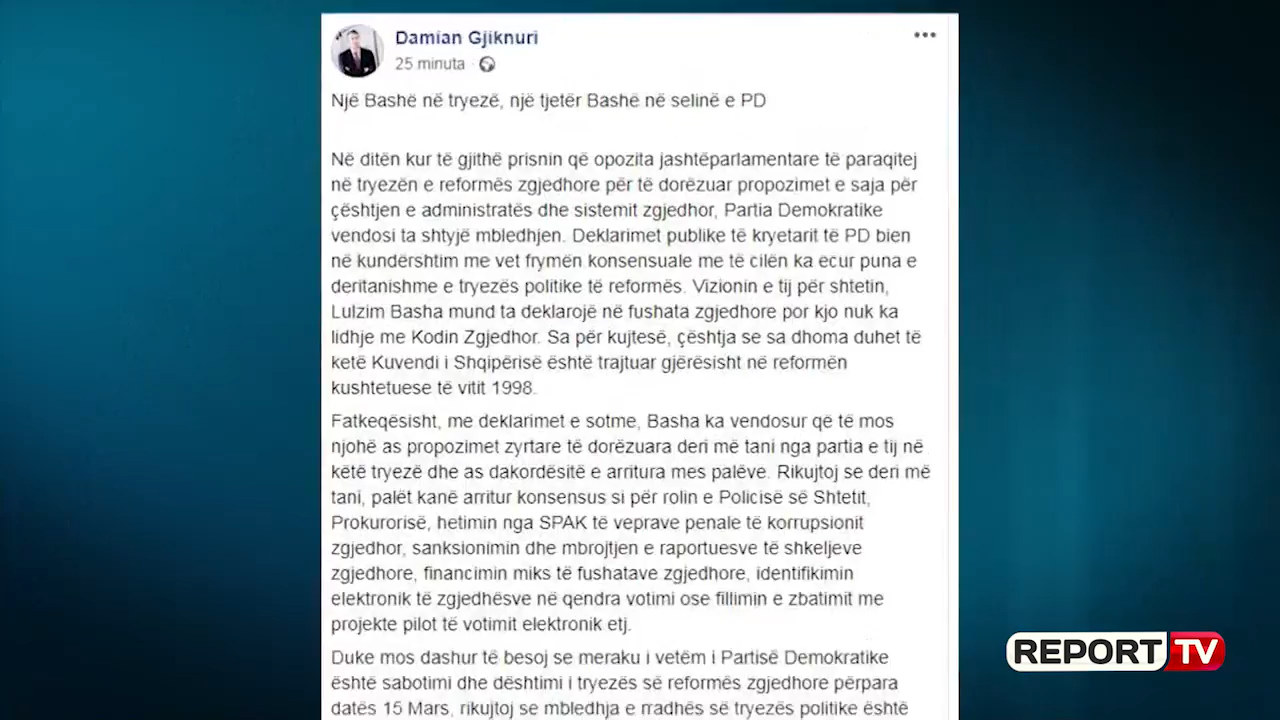 Damian Gjiknuri
25 minuta
Një Bashë në tryezë, një tjetër Bashë në selinë e PD
Në ditën kur të gjithë prisnin që opozita jashtëparlamentare të paraqitej
në tryezën e reformës zgjedhore për të dorëzuar propozimet e saja për
çështjen e administratës dhe sistemit zgjedhor, Partia Demokratike
vendosi ta shtyjë mbledhjen. Deklarimet publike të kryetarit të PD bien
në kundërshtim me vet frymën konsensuale me të cilën ka ecur puna e
deritanishme e tryezës politike të reformës. Vizionin e tij për shtetin,
Lulzim Basha mund ta deklarojë në fushata zgjedhore por kjo nuk ka
lidhje me Kodin Zgjedhor. Sa për kujtesë, çështja se sa dhoma duhet të
ketë Kuvendi i Shqipërisë është trajtuar gjërësisht në reformën
kushtetuese të vitit 1998.
Fatkeqësisht, me deklarimet e sotme, Basha ka vendosur që të mos
njohë as propozimet zyrtare të dorëzuara deri më tani nga partia e tij në
këtë tryezë dhe as dakordësitë e arritura mes palëve. Rikujtoj se deri më
tani, palët kanë arritur konsensus si për rolin e Policisë së Shtetit,
Prokurorisë, hetimin nga SPAK të veprave penale të korrupsionit
zgjedhor, sanksionimin dhe mbrojtjen e raportuesve të shkeljeve
zgjedhore, financimin miks të fushatave zgjedhore, identifikimin
elektronik të zgjedhësve në qendra votimi ose fillimin e zbatimit me
projekte pilot të votimit elektronik etj.
Duke mos dashur të besoj se meraku i vetëm i Partisë Demokratike
është sabotimi dhe dështimi i tryezës së reformës zgjedhore përpara
datës 15 Mars, rikujtoj se mbledhja e rradhës së tryezës politike është
REPORT TV